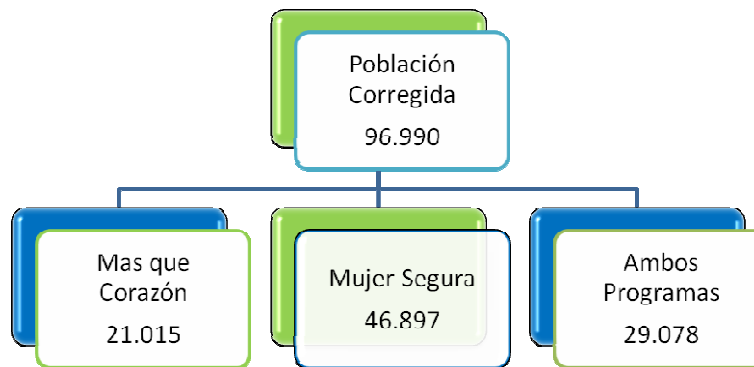 Población
Corregida
96.990
Mas que
Corazón
21.015
Mujer Segura
46.897
Ambos
Programas
29.078